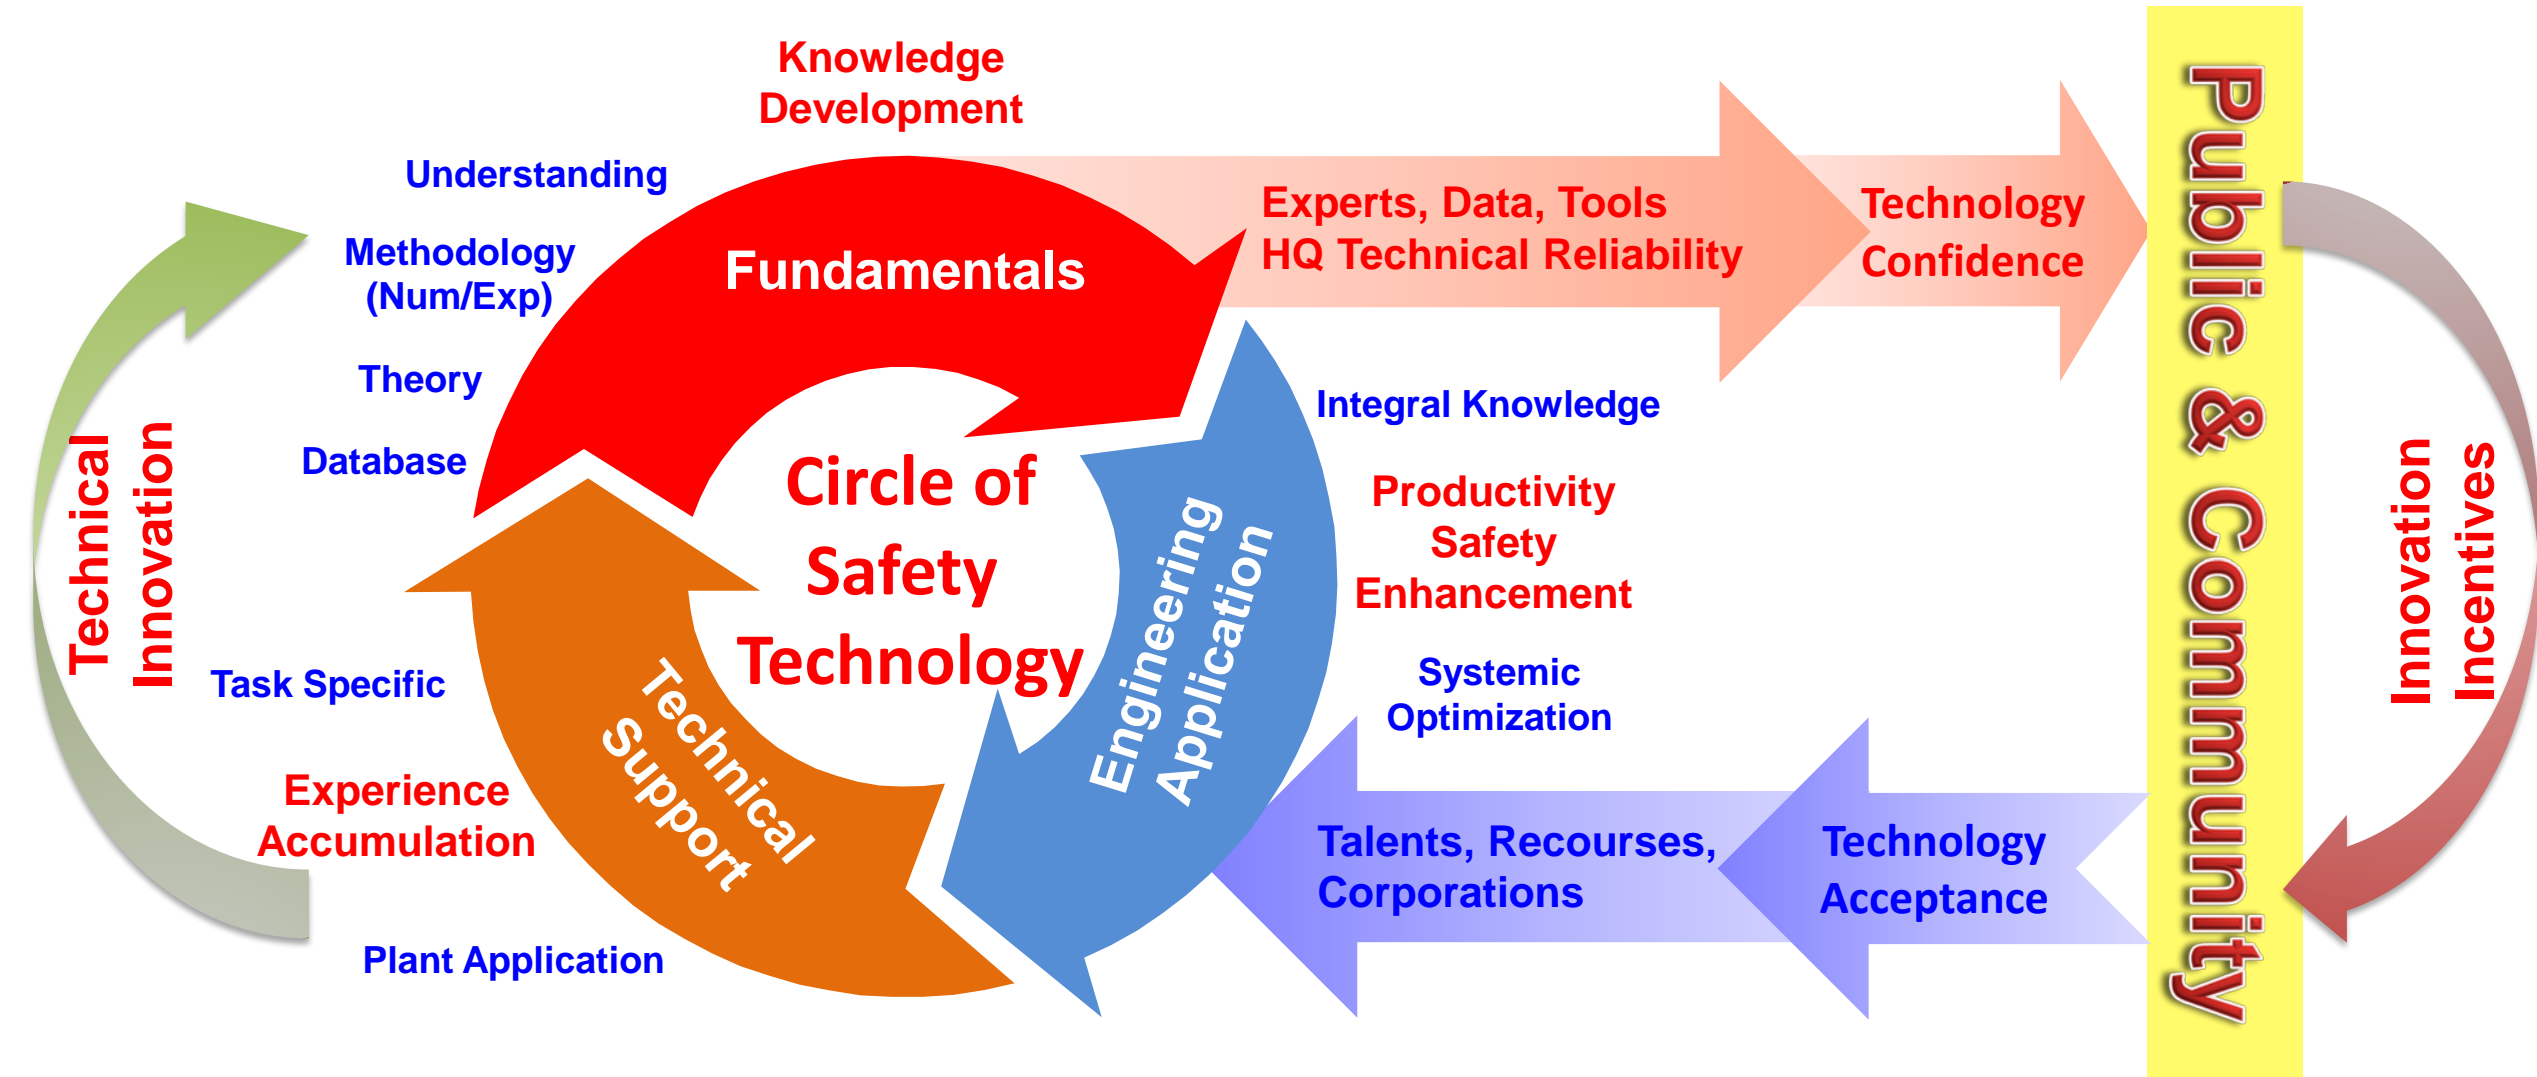 Knowledge
Development
Understanding
Methodology
(Num/Exp)
Theory
Database
Fundamentals
Experts, Data, Tools
HQ Technical Reliability
Technology
Confidence
Public & Community
Technical
Innovation
Circle of
Safety
Technology
Engineering
Application
Integral Knowledge
Productivity
Safety
Enhancement
Systemic
Optimization
Innovation
Incentives
Task Specific
Experience
Accumulation
Plant Application
Technical
Support
Talents, Recourses,
Corporations
Technology
Acceptance